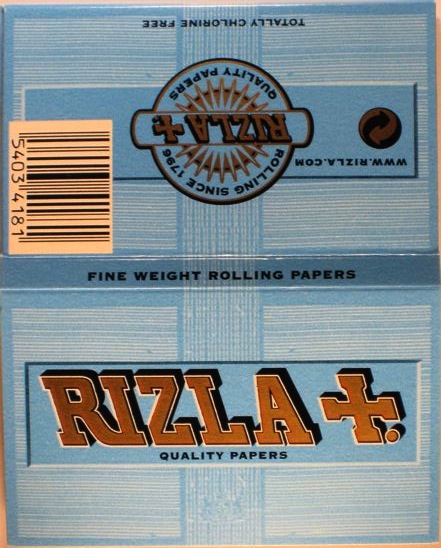 TOTALLY CHLORINE FREE
QUALITY PAPERS
RIZLA+.
ROLLING SINCE 1796
WWW.RIZLA.COM
5403 4181
FINE WEIGHT ROLLING PAPERS
RIZLA+.
QUALITY PAPERS